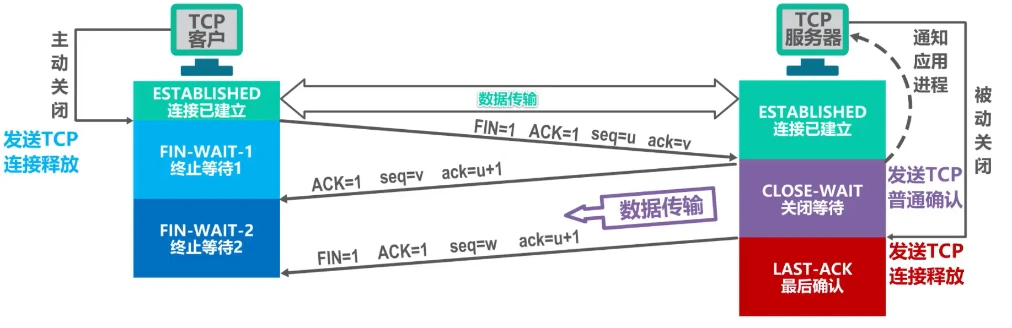 TCP
客户
主动关闭
发送TCP
连接释放
ESTABLISHED
连接已建立
FIN-WAIT-1
终止等待1
FIN-WAIT-2
终止等待2
数据传输
FIN=1 ACK=1 seq=u ack=v
ACK=1 seq=v ack=u+1
数据传输
FIN=1 ACK=1 seq=w ack=u+1
TCP
服务器
通知
应用
进程
被动关闭
ESTABLISHED
连接已建立
CLOSE-WAIT
关闭等待
发送TCP
普通确认
LAST-ACK
最后确认
发送TCP
连接释放